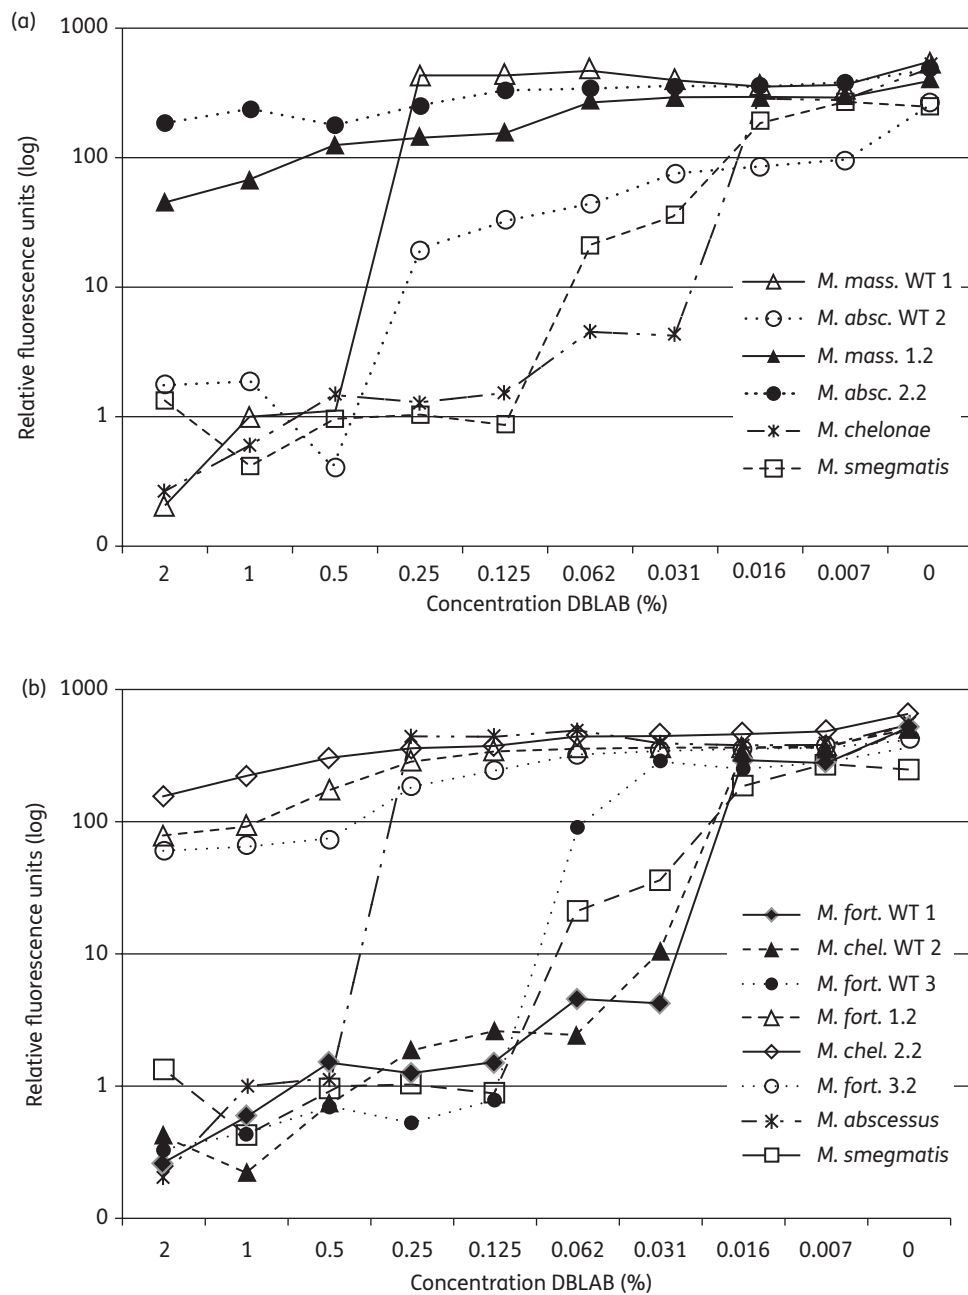 (a)
1000
100
10
1
0
Relative fluorescence units (log)
M. mass. WT 1
M. absc. WT 2
M. mass. 1.2
M. absc. 2.2
M. chelonae
M. smegmatis
2 1 0.5 0.25 0.125 0.062 0.031 0.016 0.007 0
Concentration DBLAB (%)
(b)
1000
100
10
1
0
Relative fluorescence units (log)
M. fort. WT 1
M. chel. WT 2
M. fort. WT 3
M. fort. 1.2
M. chel. 2.2
M. fort. 3.2
M. abscessus
M. smegmatis
2 1 0.5 0.25 0.125 0.062 0.031 0.016 0.007 0
Concentration DBLAB (%)